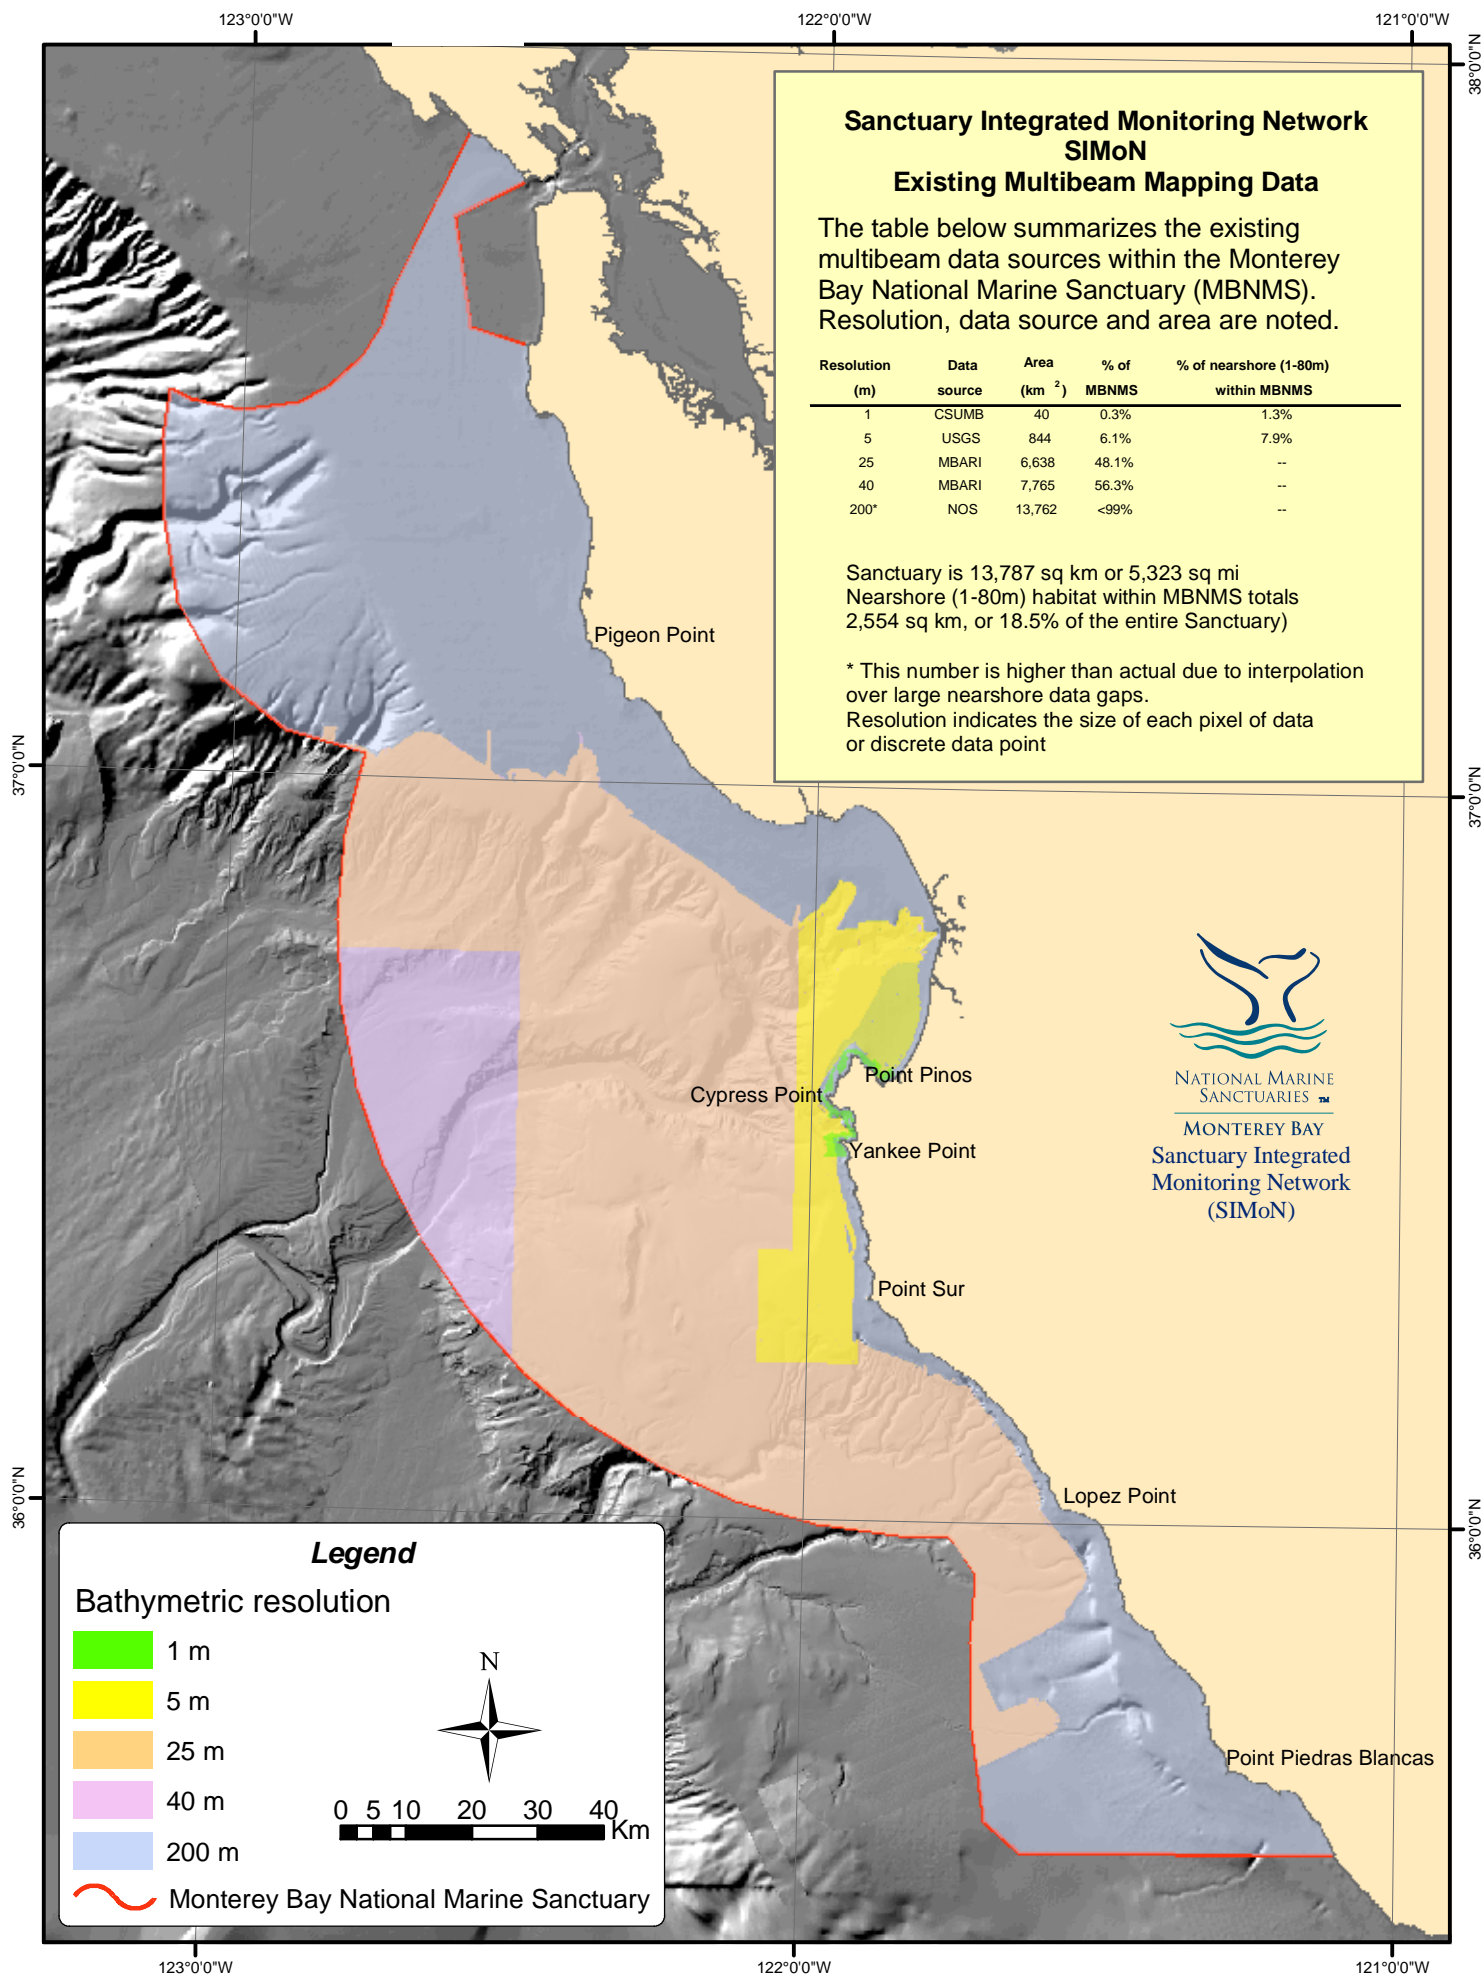 123°0'0"W 122°0'0"W 121°0'0"W
38°0'0"N
Sanctuary Integrated Monitoring Network
SIMoN
Existing Multibeam Mapping Data
The table below summarizes the existing
multibeam data sources within the Monterey
Bay National Marine Sanctuary (MBNMS).
Resolution, data source and area are noted.
Resolution Data Area % of % of nearshore (1-80m)
(m) source (km 2) MBNMS within MBNMS
1 CSUMB 40 0.3% 1.3%
5 USGS 844 6.1% 7.9%
25 MBARI 6,638 48.1% --
40 MBARI 7,765 56.3% --
200* NOS 13,762 <99% --
Sanctuary is 13,787 sq km or 5,323 sq mi
Nearshore (1-80m) habitat within MBNMS totals
2,554 sq km, or 18.5% of the entire Sanctuary)
* This number is higher than actual due to interpolation
over large nearshore data gaps.
Resolution indicates the size of each pixel of data
or discrete data point
Pigeon Point
37°0'0"N
37°0'0"N
Point Pinos
Cypress Point
Yankee Point
NATIONAL MARINE
SANCTUARIES TM
MONTEREY BAY
Sanctuary Integrated
Monitoring Network
(SIMoN)
Point Sur
Lopez Point
36°0'0"N
36°0'0"N
Point Piedras Blancas
Legend
Bathymetric resolution
1 m
5 m
25 m
40 m
200 m
Monterey Bay National Marine Sanctuary
N
0 5 10 20 30 40
Km
123°0'0"W 122°0'0"W 121°0'0"W